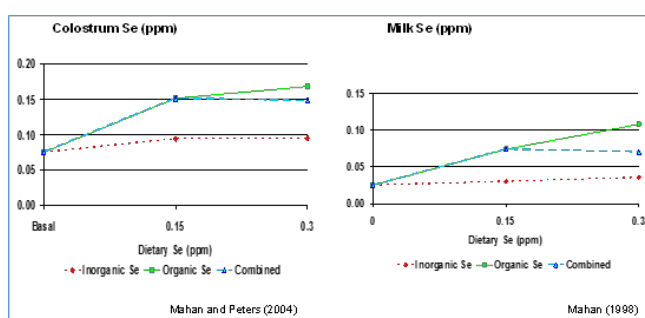 Colostrum Se (ppm)
0.20
0.15
0.10
0.05
0.00
Basal 0.15 0.3
Dietary Se (ppm)
Inorganic Se Organic Se Combined
Mahan and Peters (2004)
Milk Se (ppm)
0.15
0.10
0.05
0.00
0 0.15 0.3
Dietary Se (ppm)
Inorganic Se Organic Se Combined
Mahan (1998)